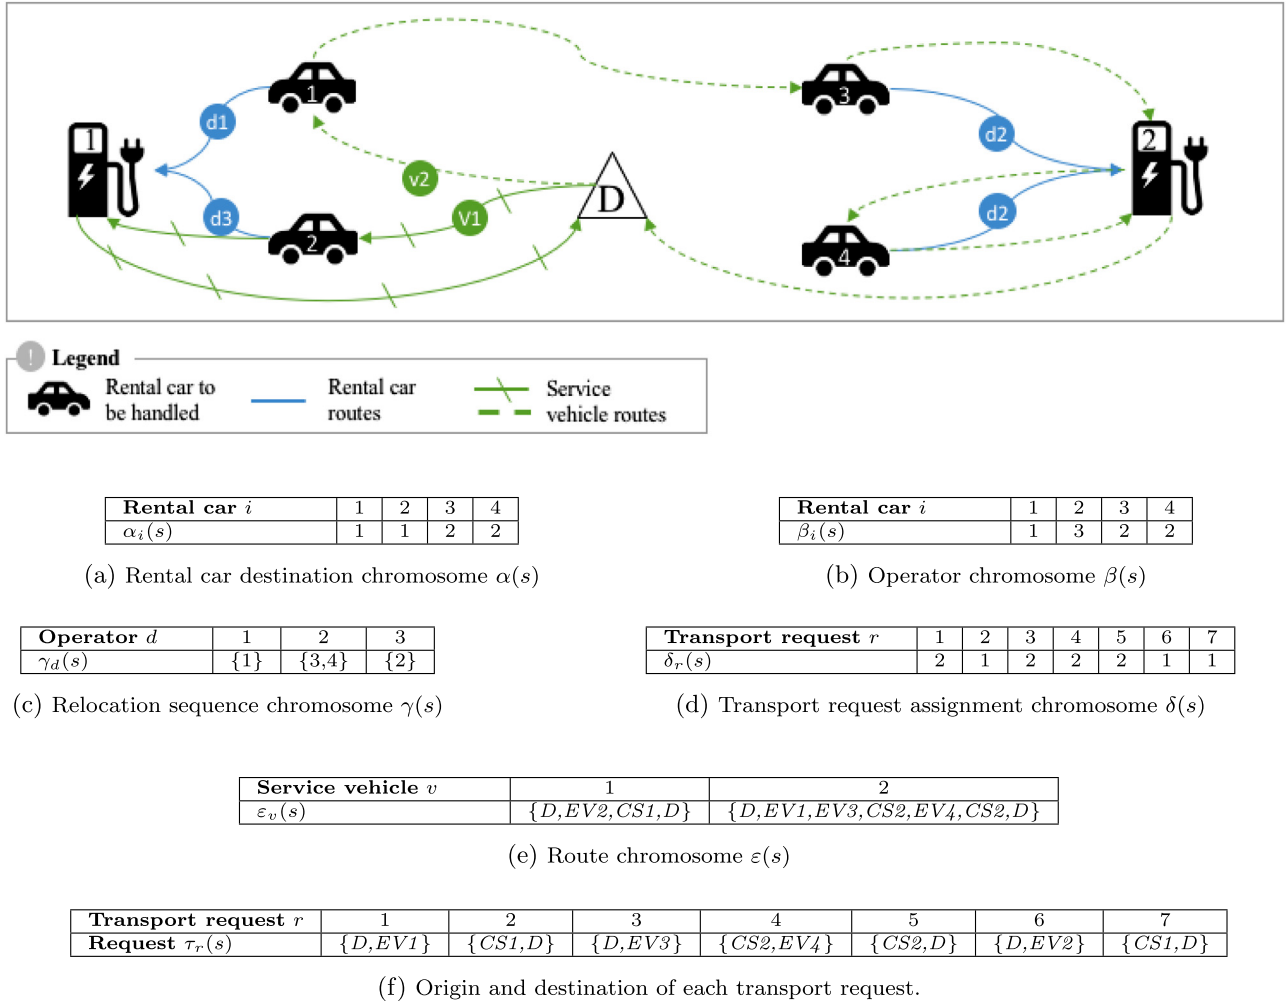 1
d1
d3
1
2
v2
V1
D
3
4
d2
d2
2
! Legend
Rental car to be handled
Rental car routes
Service vehicle routes
Rental car i 1 2 3 4
αi(s) 1 1 2 2
(a) Rental car destination chromosome α(s)
Rental car i 1 2 3 4
βi(s) 1 3 2 2
(b) Operator chromosome β(s)
Operator d 1 2 3
γd(s) {1} {3,4} {2}
(c) Relocation sequence chromosome γ(s)
Transport request r 1 2 3 4 5 6 7
δr(s) 2 1 2 2 2 1 1
(d) Transport request assignment chromosome δ(s)
Service vehicle v 1 2
εv(s) {D,EV2,CS1,D} {D,EV1,EV3,CS2,EV4,CS2,D}
(e) Route chromosome ε(s)
Transport request r 1 2 3 4 5 6 7
Request τr(s) {D,EV1} {CS1,D} {D,EV3} {CS2,EV4} {CS2,D} {D,EV2} {CS1,D}
(f) Origin and destination of each transport request.